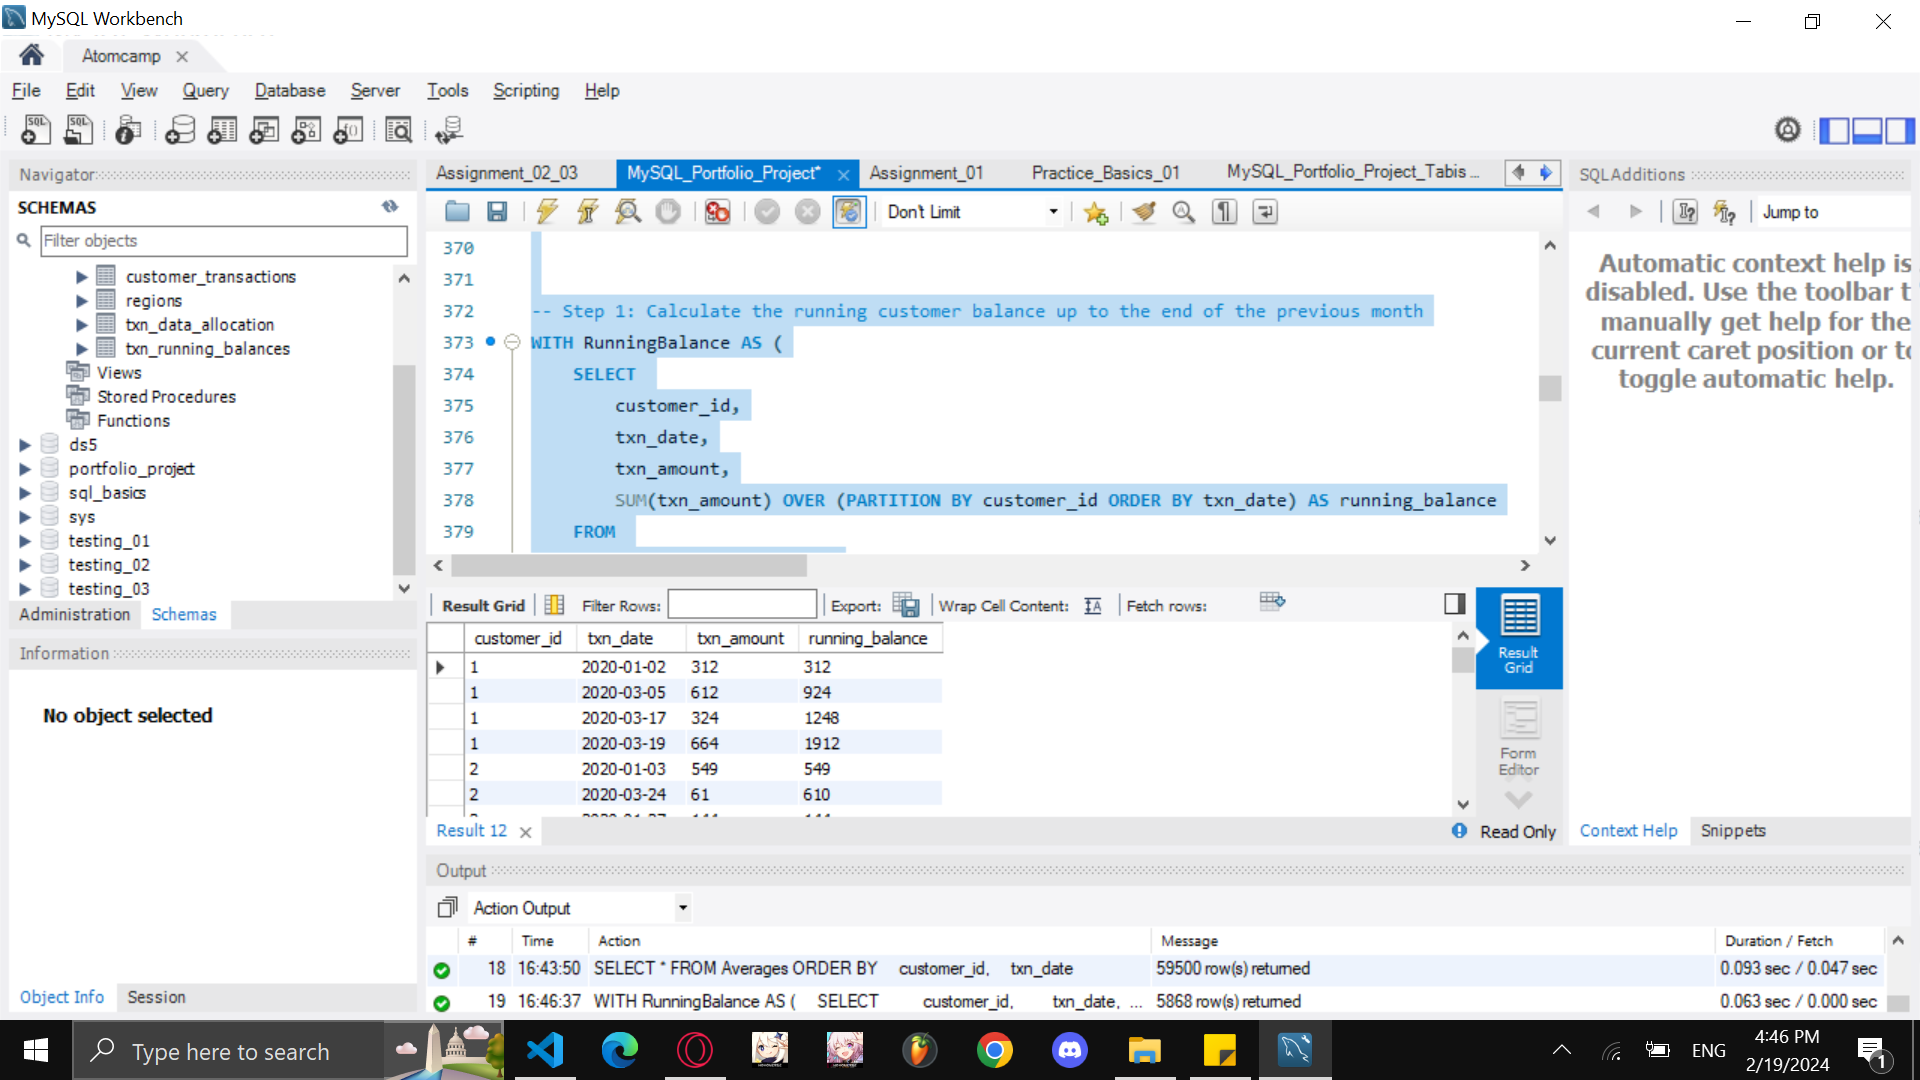 MySQL Workbench
Atomcamp
File Edit View Query Database Server Tools Scripting Help
Navigator
SCHEMAS
Filter objects
customer_transactions
regions
txn_data_allocation
txn_running_balances
Views
Stored Procedures
Functions
ds5
portfolio_project
sql_basics
sys
testing_01
testing_02
testing_03
Administration Schemas
Information
No object selected
Object Info Session
Assignment_02_03 MySQL_Portfolio_Project* Assignment_01 Practice_Basics_01 MySQL_Portfolio_Project_Tabis ...
Don't Limit
370
371
372 -- Step 1: Calculate the running customer balance up to the end of the previous month
373 WITH RunningBalance AS (
374 SELECT
375 customer_id,
376 txn_date,
377 txn_amount,
378 SUM(txn_amount) OVER (PARTITION BY customer_id ORDER BY txn_date) AS running_balance
379 FROM
Result Grid Filter Rows: Export: Wrap Cell Content: Fetch rows:
customer_id txn_date txn_amount running_balance
1 2020-01-02 312 312
1 2020-03-05 612 924
1 2020-03-17 324 1248
1 2020-03-19 664 1912
2 2020-01-03 549 549
2 2020-03-24 61 610
Result Grid
Form Editor
Result 12
Read Only
SQLAdditions
Jump to
Automatic context help is
disabled. Use the toolbar t
manually get help for the
current caret position or to
toggle automatic help.
Context Help Snippets
Output
Action Output
# Time Action Message Duration / Fetch
18 16:43:50 SELECT * FROM Averages ORDER BY customer_id, txn_date 59500 row(s) returned 0.093 sec / 0.047 sec
19 16:46:37 WITH RunningBalance AS ( SELECT customer_id, txn_date, ... 5868 row(s) returned 0.063 sec / 0.000 sec
Type here to search
ENG
4:46 PM
2/19/2024
1